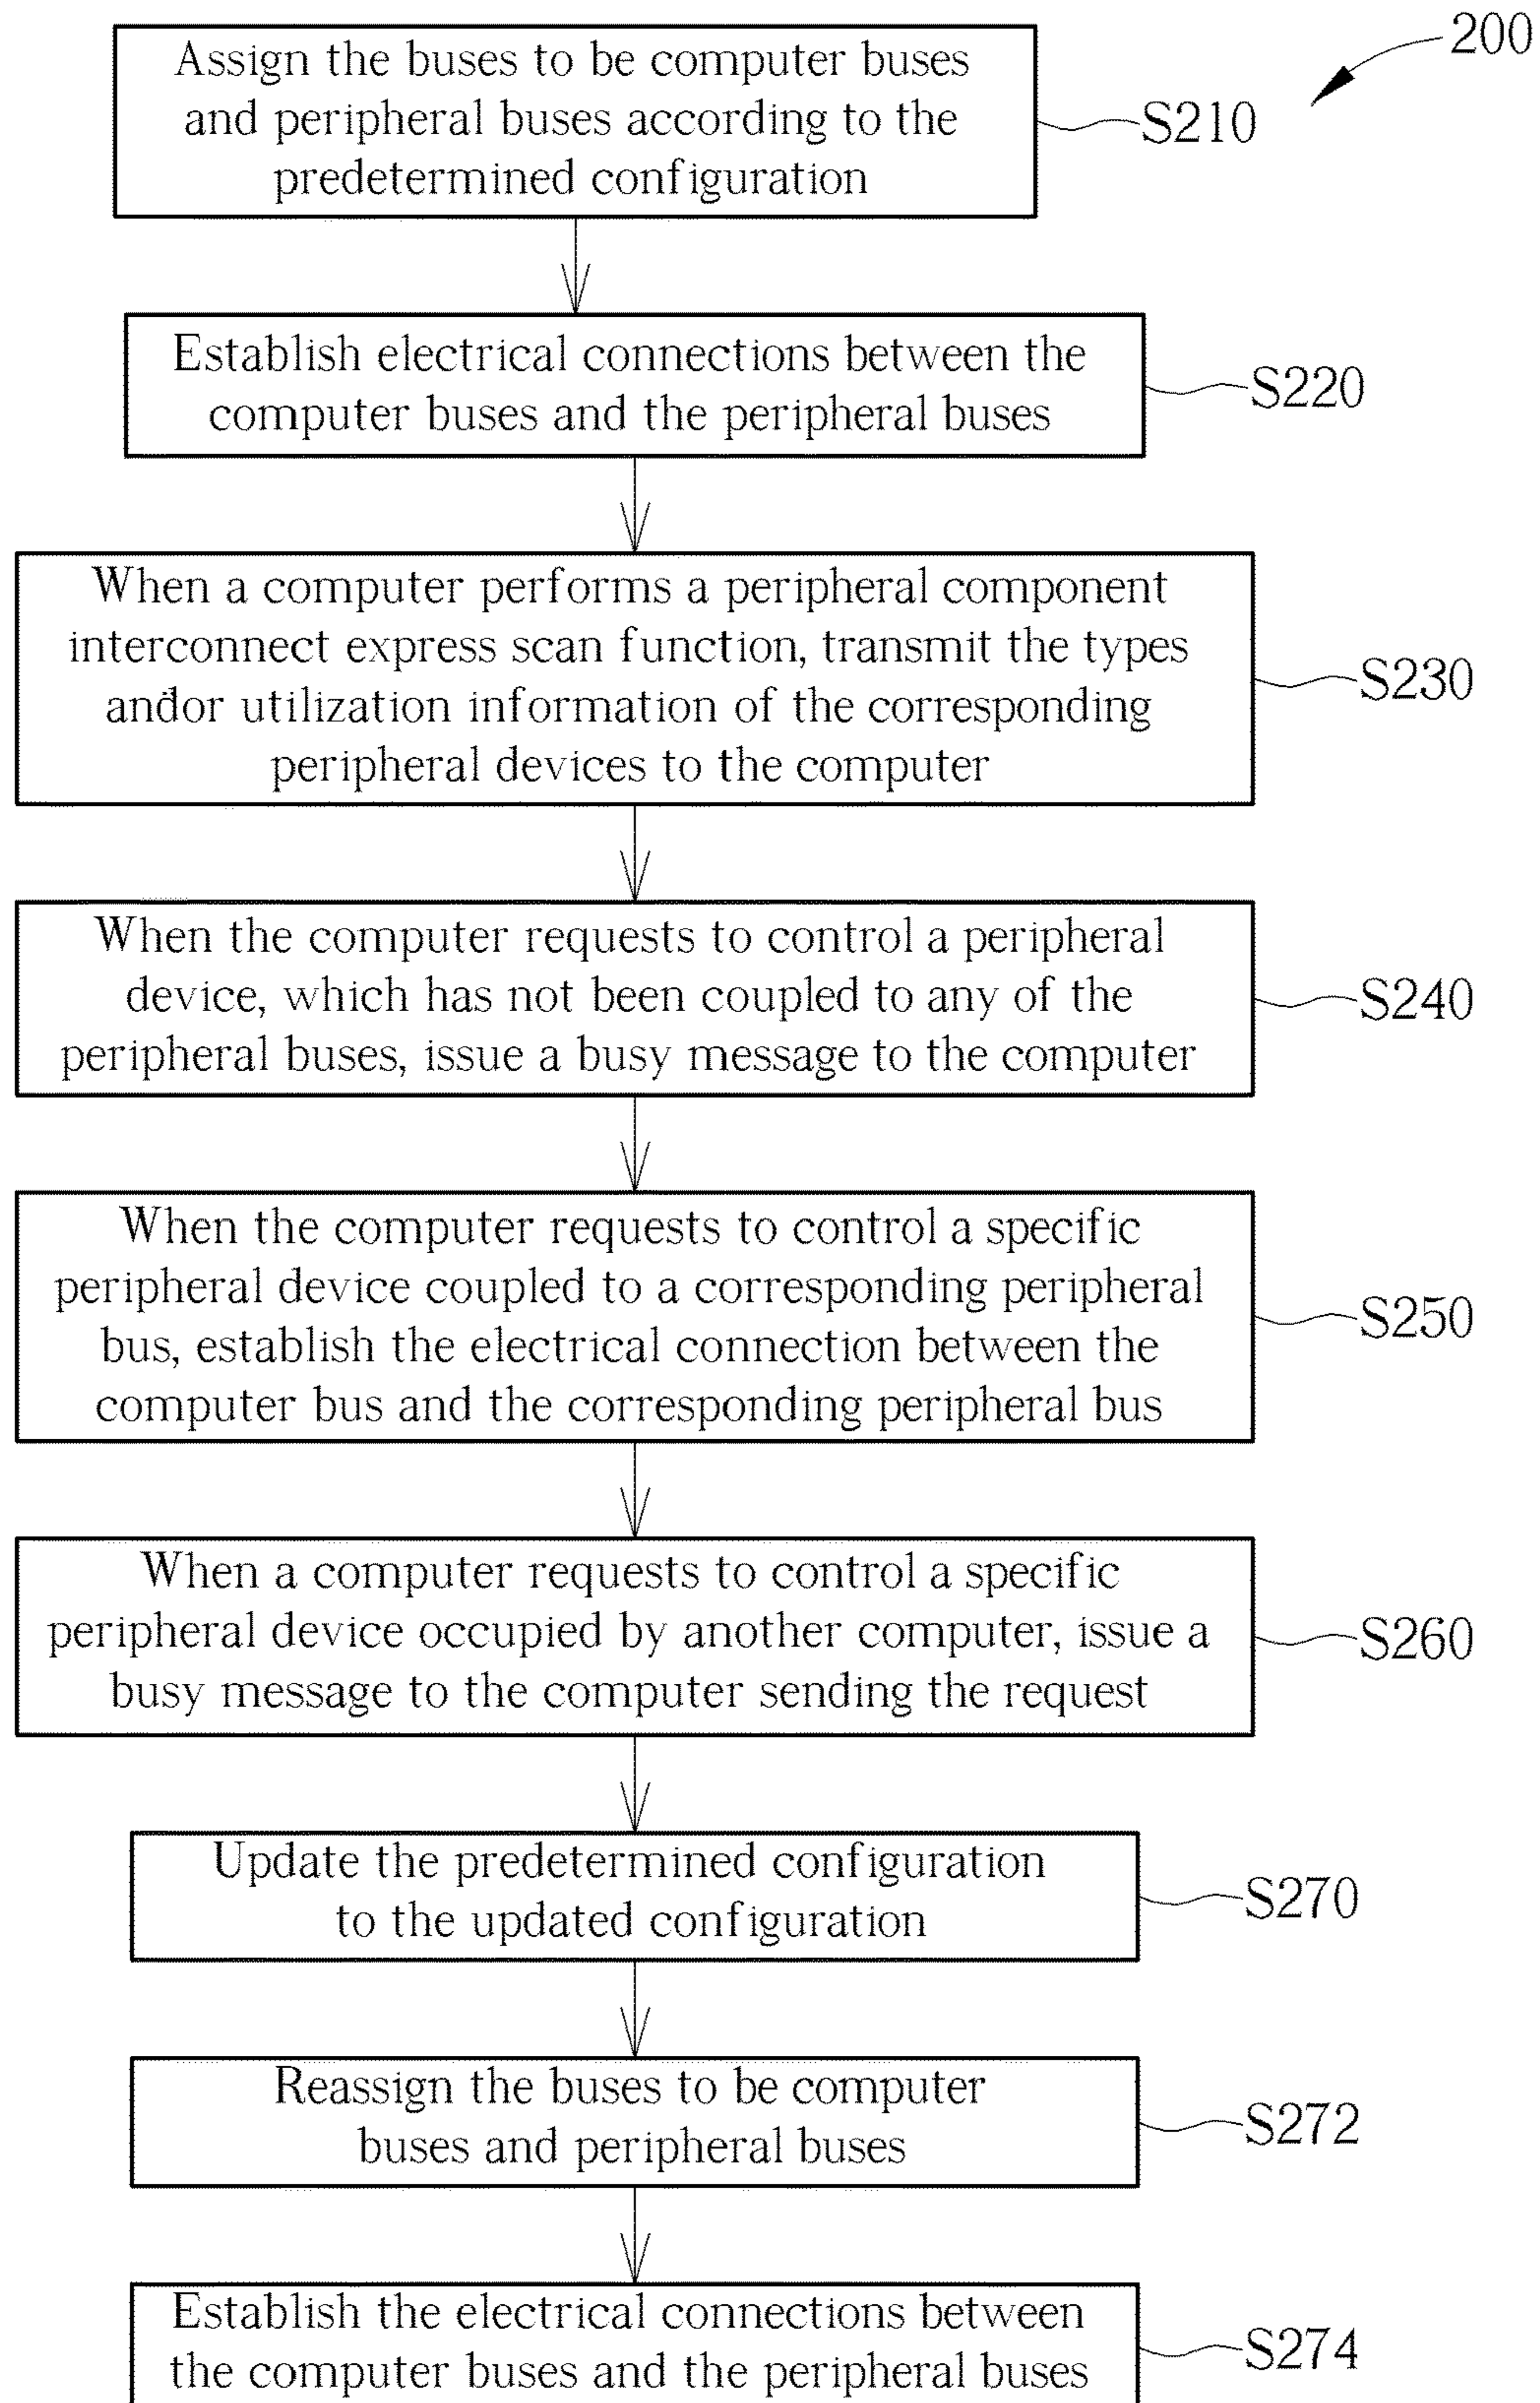 200
Assign the buses to be computer buses
and peripheral buses according to the
predetermined configuration
S210
Establish electrical connections between the
computer buses and the peripheral buses
S220
When a computer performs a peripheral component
interconnect express scan function, transmit the types
and/or utilization information of the corresponding
peripheral devices to the computer
S230
When the computer requests to control a peripheral
device, which has not been coupled to any of the
peripheral buses, issue a busy message to the computer
S240
When the computer requests to control a specific
peripheral device coupled to a corresponding peripheral
bus, establish the electrical connection between the
computer bus and the corresponding peripheral bus
S250
When a computer requests to control a specific
peripheral device occupied by another computer, issue a
busy message to the computer sending the request
S260
Update the predetermined configuration
to the updated configuration
S270
Reassign the buses to be computer
buses and peripheral buses
S272
Establish the electrical connections between
the computer buses and the peripheral buses
S274